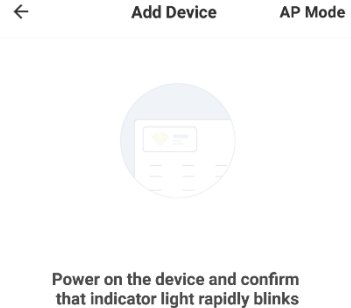 Add Device
AP Mode
Power on the device and confirm
that indicator light rapidly blinks